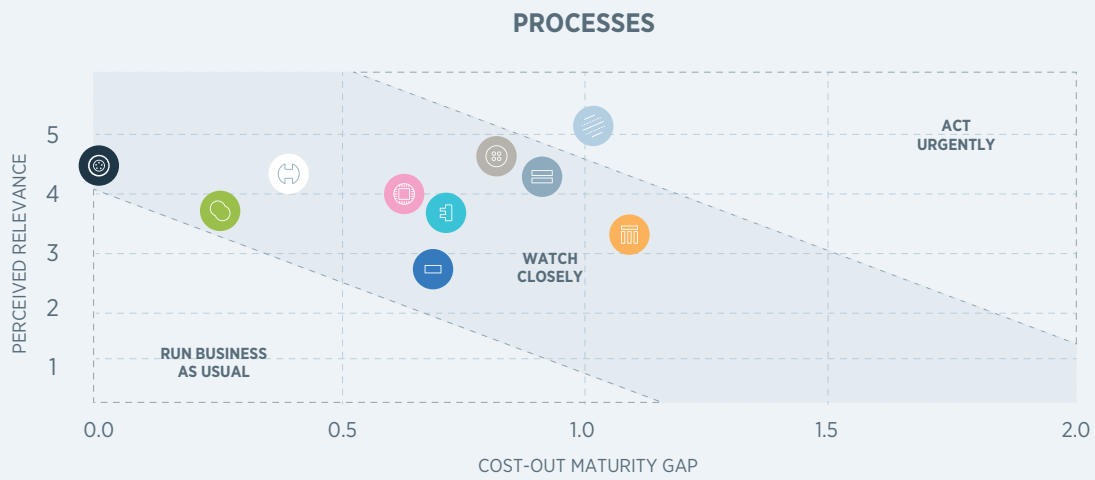 PROCESSES
5
4
3
2
1
PERCEIVED RELEVANCE
ACT
URGENTLY
WATCH
CLOSELY
RUN BUSINESS
AS USUAL
0.0
0.5
1.0
1.5
2.0
COST-OUT MATURITY GAP